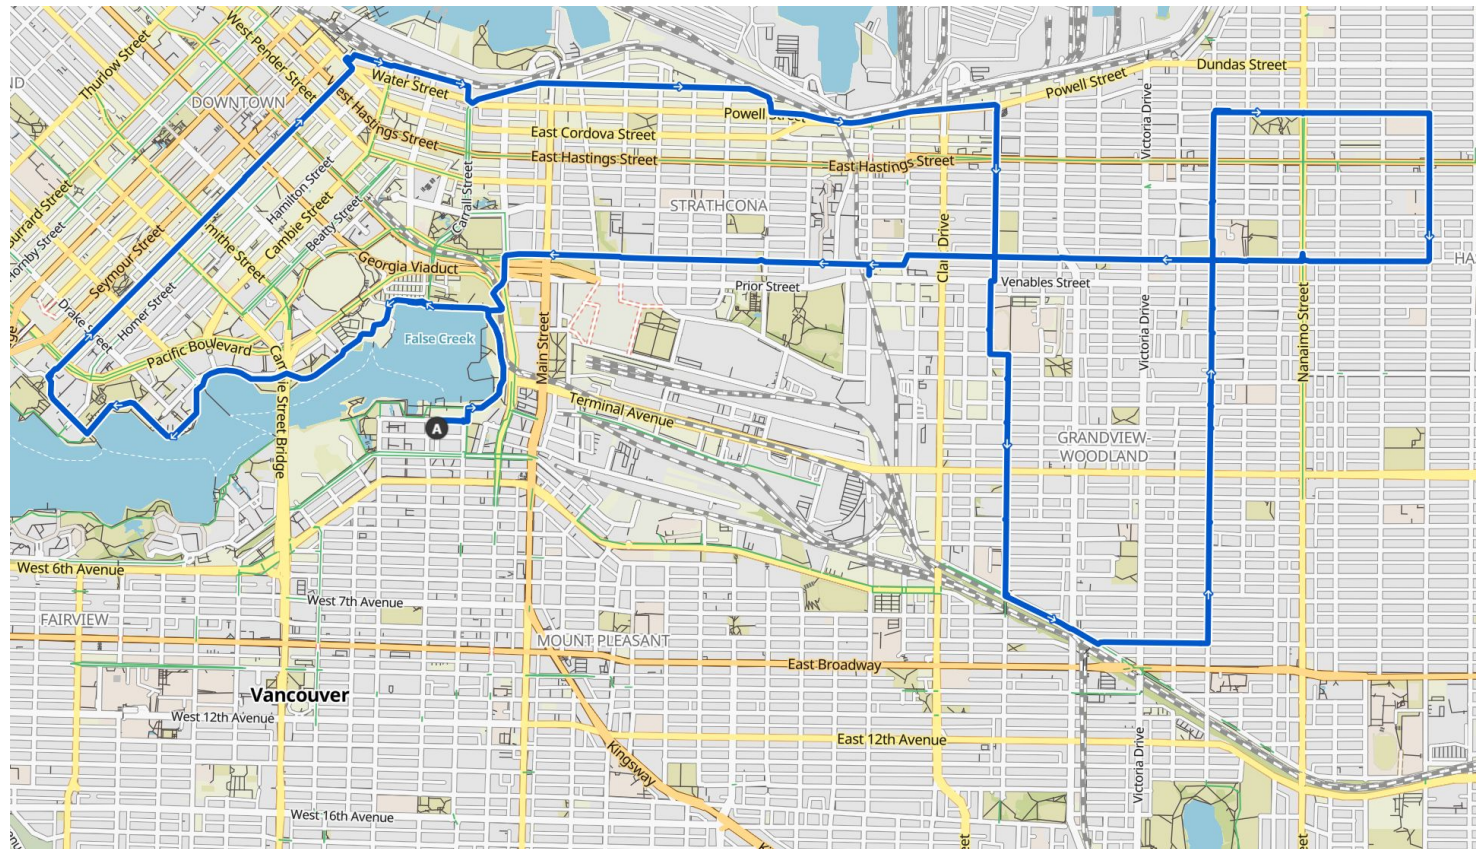 West Pender Street
Thurlow Street
ND
DOWNTOWN
Water Street
West Hastings Street
Powell Street
Powell Street
Dundas Street
Victoria Drive
East Cordova Street
East Hastings Street
East Hastings Street
Hamilton Street
Carrall Street
Burrard Street
Hornby Street
Seymour Street
Smithe Street
Cambie Street
Beatty Street
STRATHCONA
Georgia Viaduct
Prior Street
Venables Street
HA
Drake Street
Homer Street
Pacific Boulevard
False Creek
Main Street
Victoria Drive
Nanaimo Street
Cambie Street Bridge
Terminal Avenue
A
GRANDVIEW-
WOODLAND
West 6th Avenue
West 7th Avenue
FAIRVIEW
MOUNT PLEASANT
East Broadway
Vancouver
West 12th Avenue
East 12th Avenue
Kingsway
Victoria Drive
West 16th Avenue